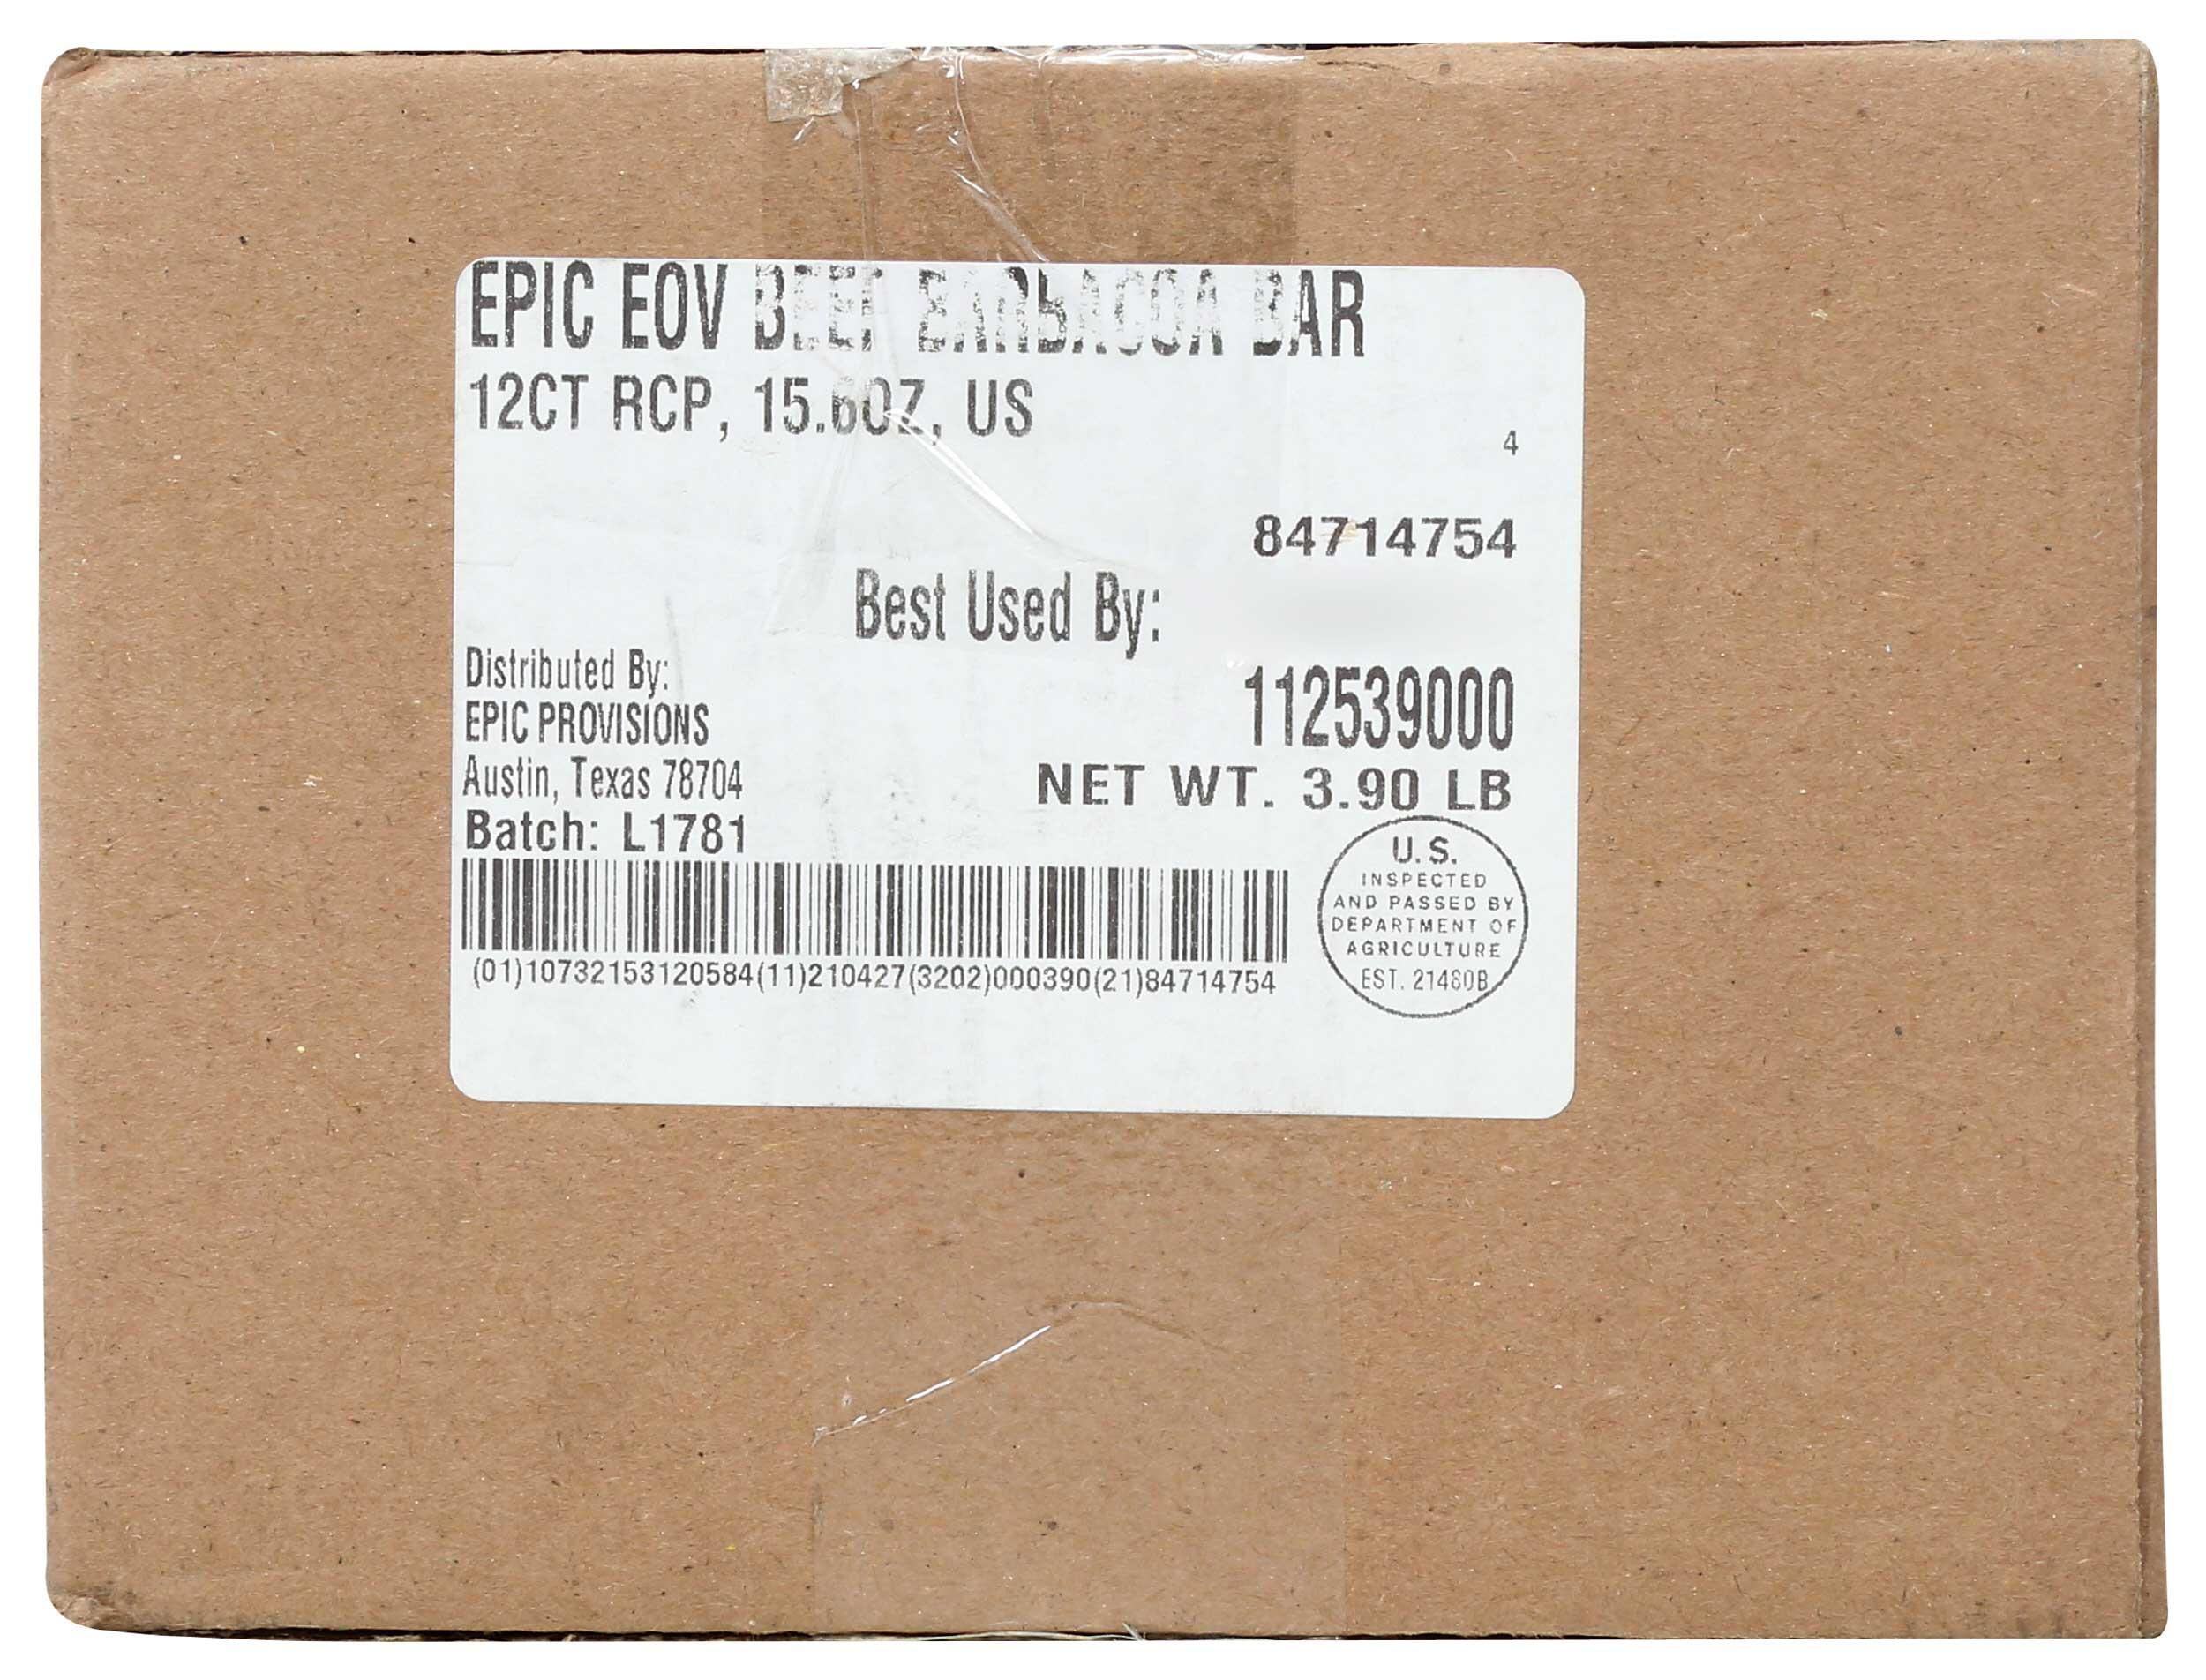 EPIC EOV BEEF BARBACOA BAR
12CT RCP, 15.6OZ, US
4
84714754
Best Used By:
Distributed By:
EPIC PROVISIONS
112539000
Austin, Texas 78704
NET WT. 3.90 LB
Batch: L1781
(01)10732153120584(11)210427(3202)000390(21)84714754
U.S.
INSPECTED
AND PASSED BY
DEPARTMENT OF
AGRICULTURE
EST. 21480B